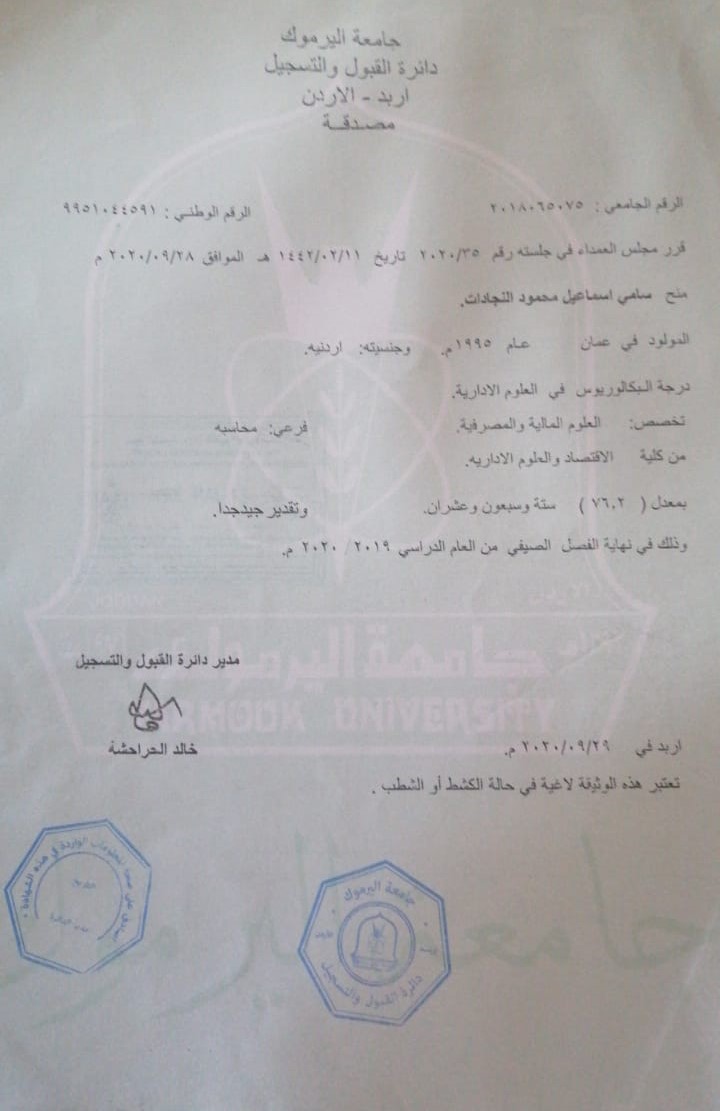 جامعة اليرموك
دائرة القبول والتسجيل
اربد - الاردن
مصدقة
الرقم الجامعي : ٢٠١٨٠٦٥٠٧٥ الرقم الوطني : ٩٩٥١٠٤٤٥٩١
قرر مجلس العمداء في جلسته رقم ٢٠٢٠/٣٥ تاريخ ١٤٤٢/٠٢/١١ هـ الموافق ٢٠٢٠/٠٩/٢٨ م
منح سامي اسماعيل محمود النجادات.
المولود في عمان عام ١٩٩٥ م. وجنسيته: اردنيه.
درجة البكالوريوس في العلوم الادارية.
تخصص: العلوم المالية والمصرفية. فرعي: محاسبه
من كلية الاقتصاد والعلوم الاداريه.
بمعدل ( ٧٦.٢ ) ستة وسبعون وعشران. وتقدير جيدجدا.
وذلك في نهاية الفصل الصيفي من العام الدراسي ٢٠١٩/ ٢٠٢٠ م.
جامعة اليرموك
YARMOUK UNIVERSITY
مدير دائرة القبول والتسجيل
خالد الحراحشة
اربد في ٢٠٢٠/٠٩/٢٩ م.
تعتبر هذه الوثيقة لاغية في حالة الكشط أو الشطب .
المعلومات الواردة في هذه الشهادة
جامعة اليرموك
دائرة القبول والتسجيل
جامعة اليرموك